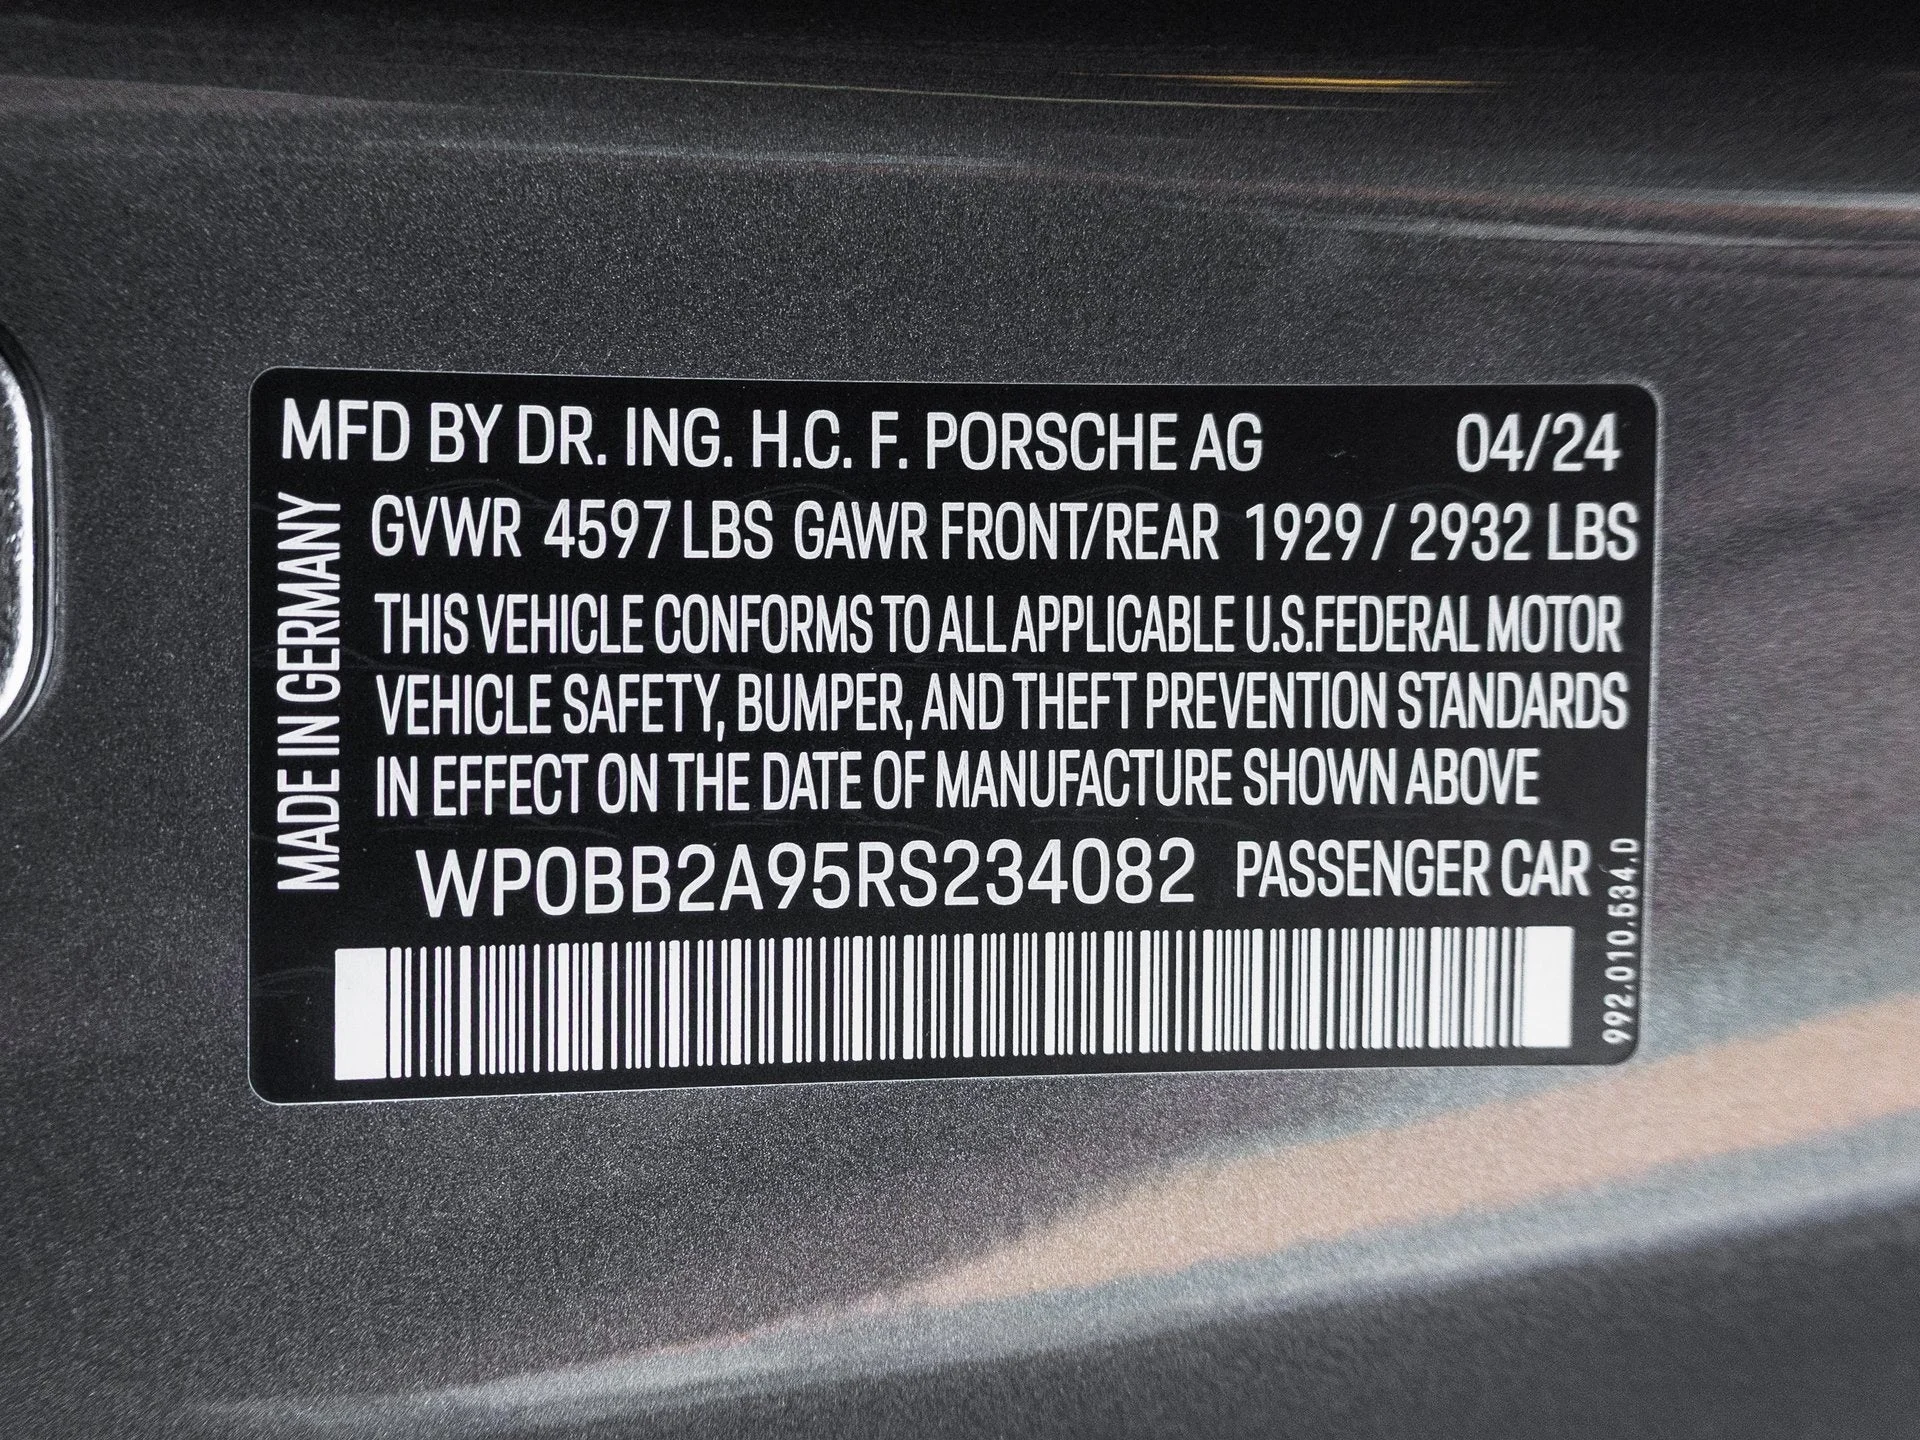 MFD BY DR. ING. H.C. F. PORSCHE AG 04/24
MADE IN GERMANY
GVWR 4597 LBS GAWR FRONT/REAR 1929 / 2932 LBS
THIS VEHICLE CONFORMS TO ALL APPLICABLE U.S.FEDERAL MOTOR
VEHICLE SAFETY, BUMPER, AND THEFT PREVENTION STANDARDS
IN EFFECT ON THE DATE OF MANUFACTURE SHOWN ABOVE
WP0BB2A95RS234082 PASSENGER CAR
992.010.534.D